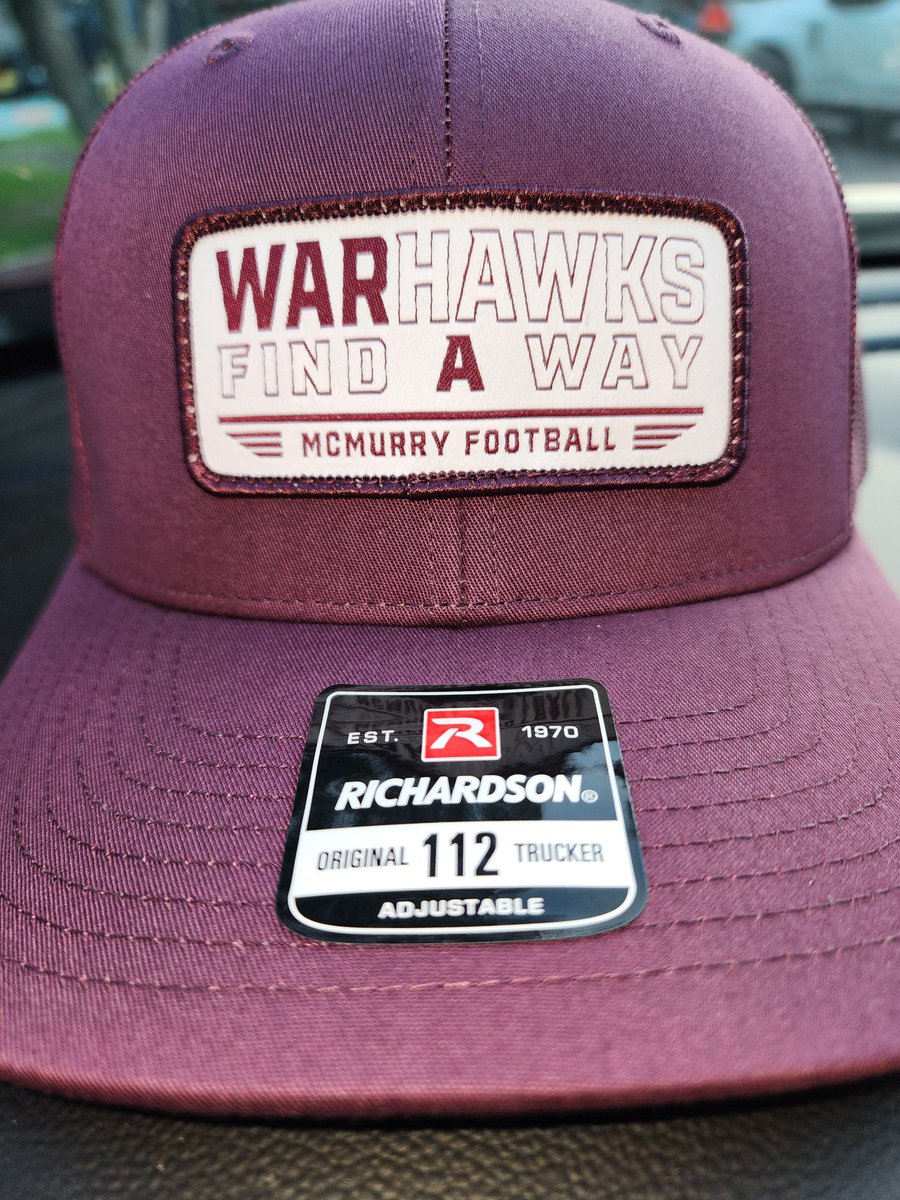 WARHAWKS
FIND A WAY
MCMURRY FOOTBALL
EST. R 1970
RICHARDSON®
ORIGINAL 112 TRUCKER
ADJUSTABLE